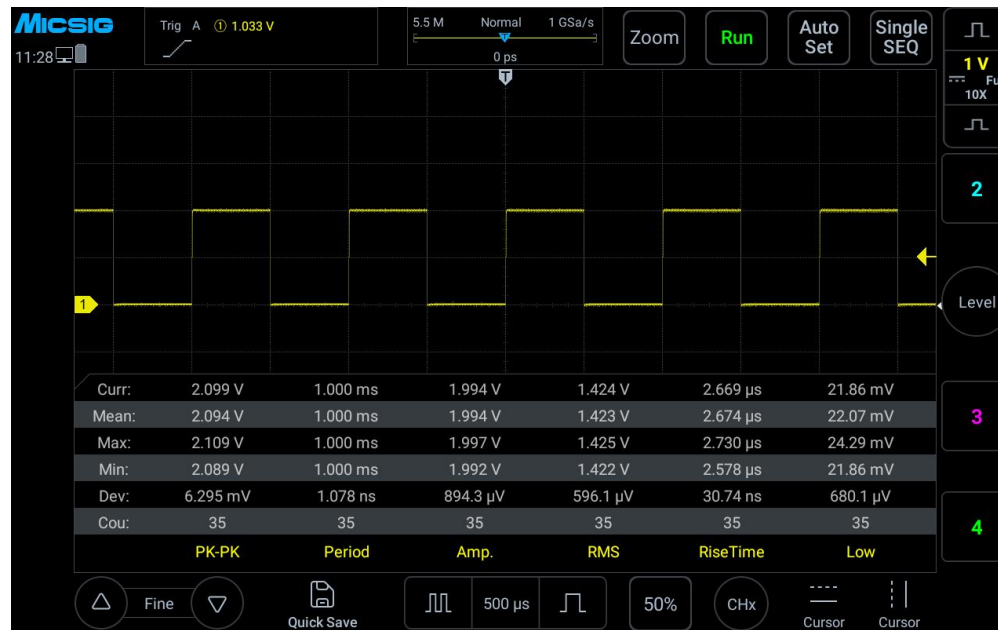 Micsig
11:28
Trig A ① 1.033 V
5.5 M Normal 1 GSa/s
0 ps
Zoom
Run
Auto Set
Single SEQ
T
1 V
10X
2
1
Level
Curr: 2.099 V 1.000 ms 1.994 V 1.424 V 2.669 µs 21.86 mV
Mean: 2.094 V 1.000 ms 1.994 V 1.423 V 2.674 µs 22.07 mV
Max: 2.109 V 1.000 ms 1.997 V 1.425 V 2.730 µs 24.29 mV
Min: 2.089 V 1.000 ms 1.992 V 1.422 V 2.578 µs 21.86 mV
Dev: 6.295 mV 1.078 ns 894.3 µV 596.1 µV 30.74 ns 680.1 µV
Cou: 35 35 35 35 35 35
PK-PK Period Amp. RMS RiseTime Low
3
4
Fine
Quick Save
500 µs
50%
CHx
Cursor
Cursor